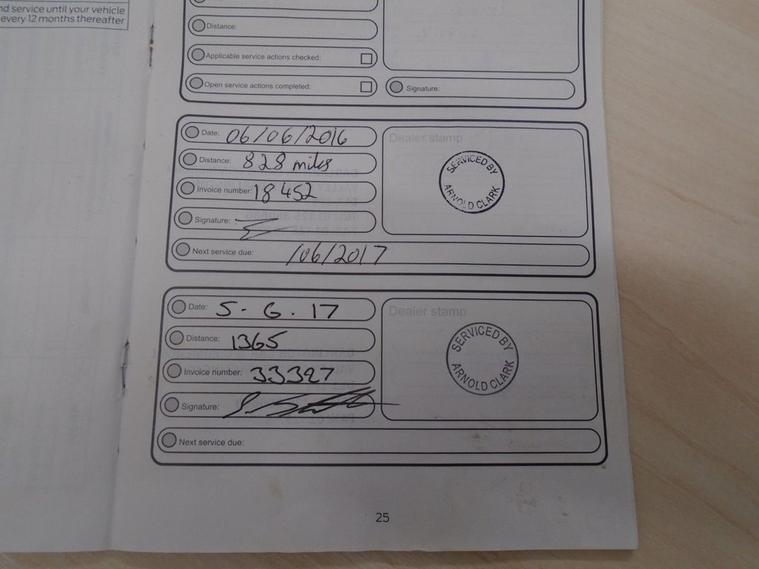 nd service until your vehicle
every 12 months thereafter
Distance:
Applicable service actions checked:
Open service actions completed:
Signature:
Date: 06/06/2016
Distance: 828 miles
Invoice number: 18452
Signature:
Next service due: /06/2017
Dealer stamp
SERVICED BY
ARNOLD CLARK
Date: 5-6.17
Distance: 1365
Invoice number: 33327
Signature:
Next service due:
Dealer stamp
SERVICED BY
ARNOLD CLARK
25